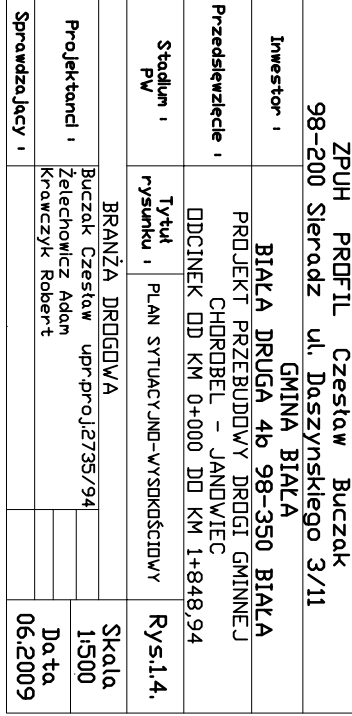 ZPUH PROFIL Czesław Buczak
98-200 Sieradz ul. Daszynskiego 3/11
Inwestor :
GMINA BIAŁA
BIAŁA DRUGA 4b 98-350 BIAŁA
Przedsięwzięcie :
PROJEKT PRZEBUDOWY DROGI GMINNEJ
CHOROBEL - JANOWIEC
ODCINEK OD KM 0+000 DO KM 1+848,94
Stadium :
PW
Tytuł
rysunku :
PLAN SYTUACYJNO-WYSOKOŚCIOWY
Rys.1.4.
BRANŻA DROGOWA
Skala
1:500
Projektanci :
Buczak Czesław upr.proj.2735/94
Żelechowicz Adam
Krawczyk Robert
Data
06.2009
Sprawdzający :